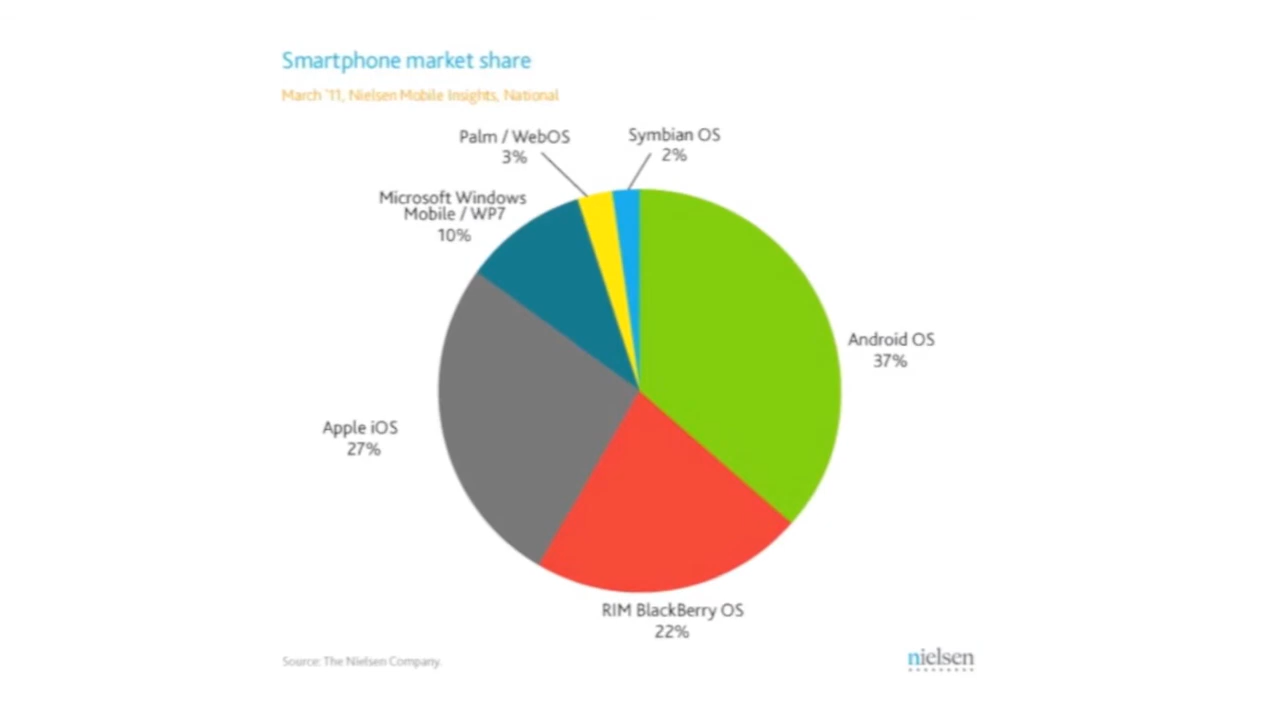 Smartphone market share
March '11, Nielsen Mobile Insights, National
Palm / WebOS
3%
Symbian OS
2%
Microsoft Windows
Mobile / WP7
10%
Android OS
37%
Apple iOS
27%
RIM BlackBerry OS
22%
Source: The Nielsen Company.
nielsen